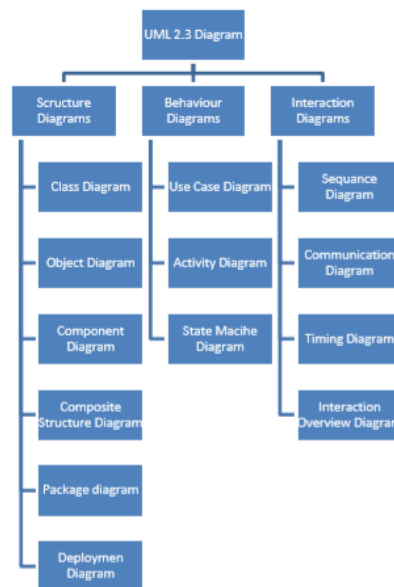 UML 2.3 Diagram
Scructure
Diagrams
Behaviour
Diagrams
Interaction
Diagrams
Class Diagram
Object Diagram
Component
Diagram
Composite
Structure Diagram
Package diagram
Deploymen
Diagram
Use Case Diagram
Activity Diagram
State Macihe
Diagram
Sequance
Diagram
Communication
Diagram
Timing Diagram
Interaction
Overview Diagram